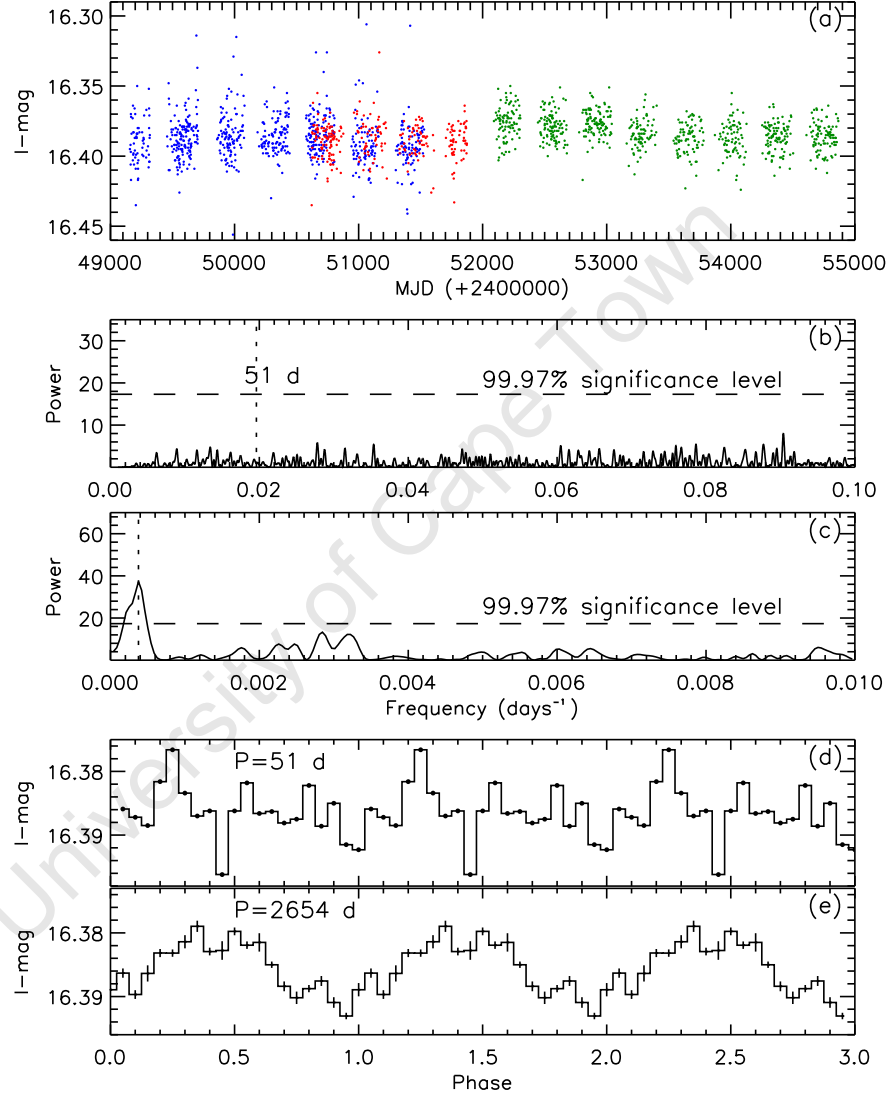 (a)
I-mag
16.30
16.35
16.40
16.45
49000 50000 51000 52000 53000 54000 55000
MJD (+2400000)
(b)
Power
30
20
10
51 d
99.97% significance level
0.00 0.02 0.04 0.06 0.08 0.10
(c)
Power
60
40
20
99.97% significance level
0.000 0.002 0.004 0.006 0.008 0.010
Frequency (days⁻¹)
(d)
P=51 d
I-mag
16.38
16.39
(e)
P=2654 d
I-mag
16.38
16.39
0.0 0.5 1.0 1.5 2.0 2.5 3.0
Phase
University of Cape Town